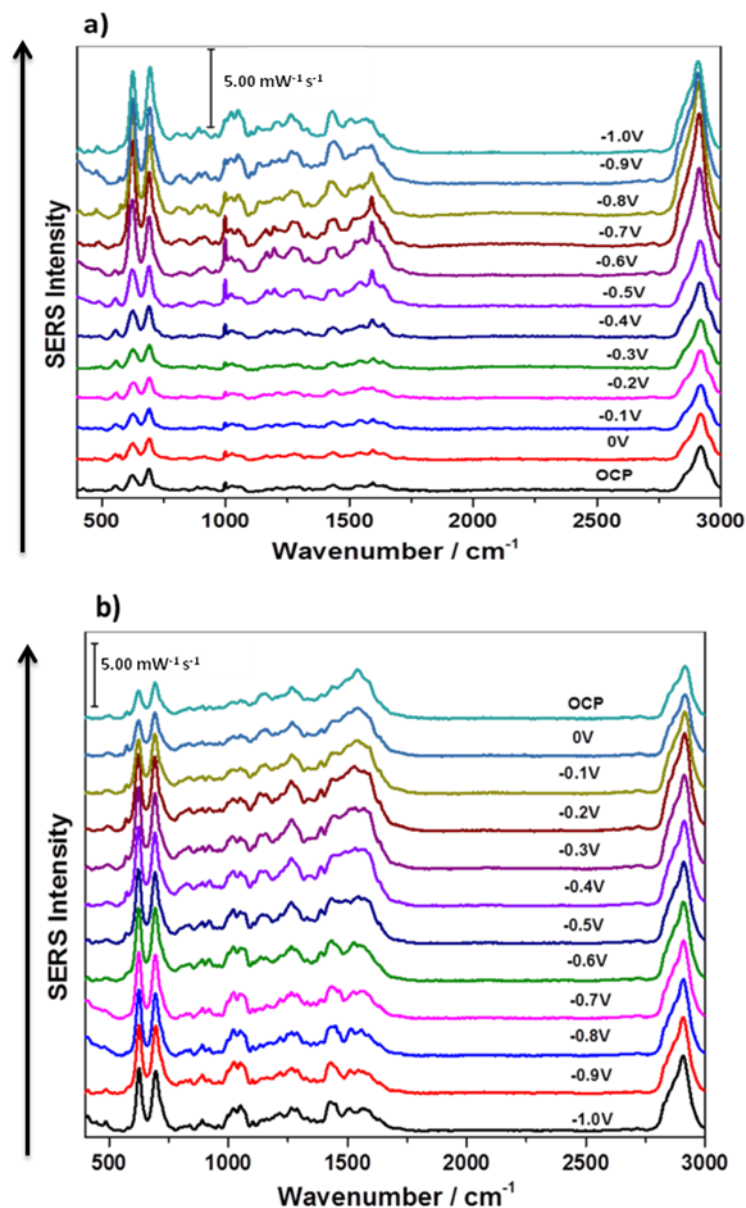 a)
5.00 mW⁻¹ s⁻¹
-1.0V
-0.9V
-0.8V
-0.7V
-0.6V
-0.5V
-0.4V
-0.3V
-0.2V
-0.1V
0V
OCP
SERS Intensity
500 1000 1500 2000 2500 3000
Wavenumber / cm⁻¹
b)
5.00 mW⁻¹ s⁻¹
OCP
0V
-0.1V
-0.2V
-0.3V
-0.4V
-0.5V
-0.6V
-0.7V
-0.8V
-0.9V
-1.0V
SERS Intensity
500 1000 1500 2000 2500 3000
Wavenumber / cm⁻¹